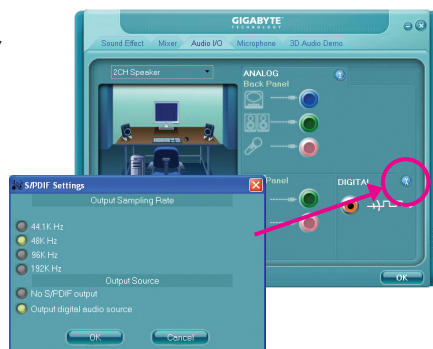 GIGABYTE
TECHNOLOGY
Sound Effect Mixer Audio I/O Microphone 3D Audio Demo
2CH Speaker
ANALOG
Back Panel
Panel
DIGITAL
OK
S/PDIF Settings
Output Sampling Rate
44.1K Hz
48K Hz
96K Hz
192K Hz
Output Source
No S/PDIF output
Output digital audio source
OK Cancel